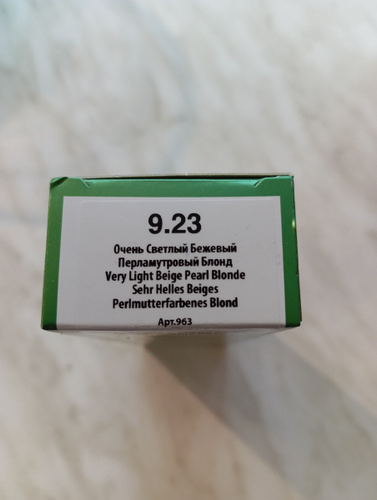 9.23
Очень Светлый Бежевый
Перламутровый Блонд
Very Light Beige Pearl Blonde
Sehr Helles Beiges
Perlmutterfarbenes Blond
Арт.963